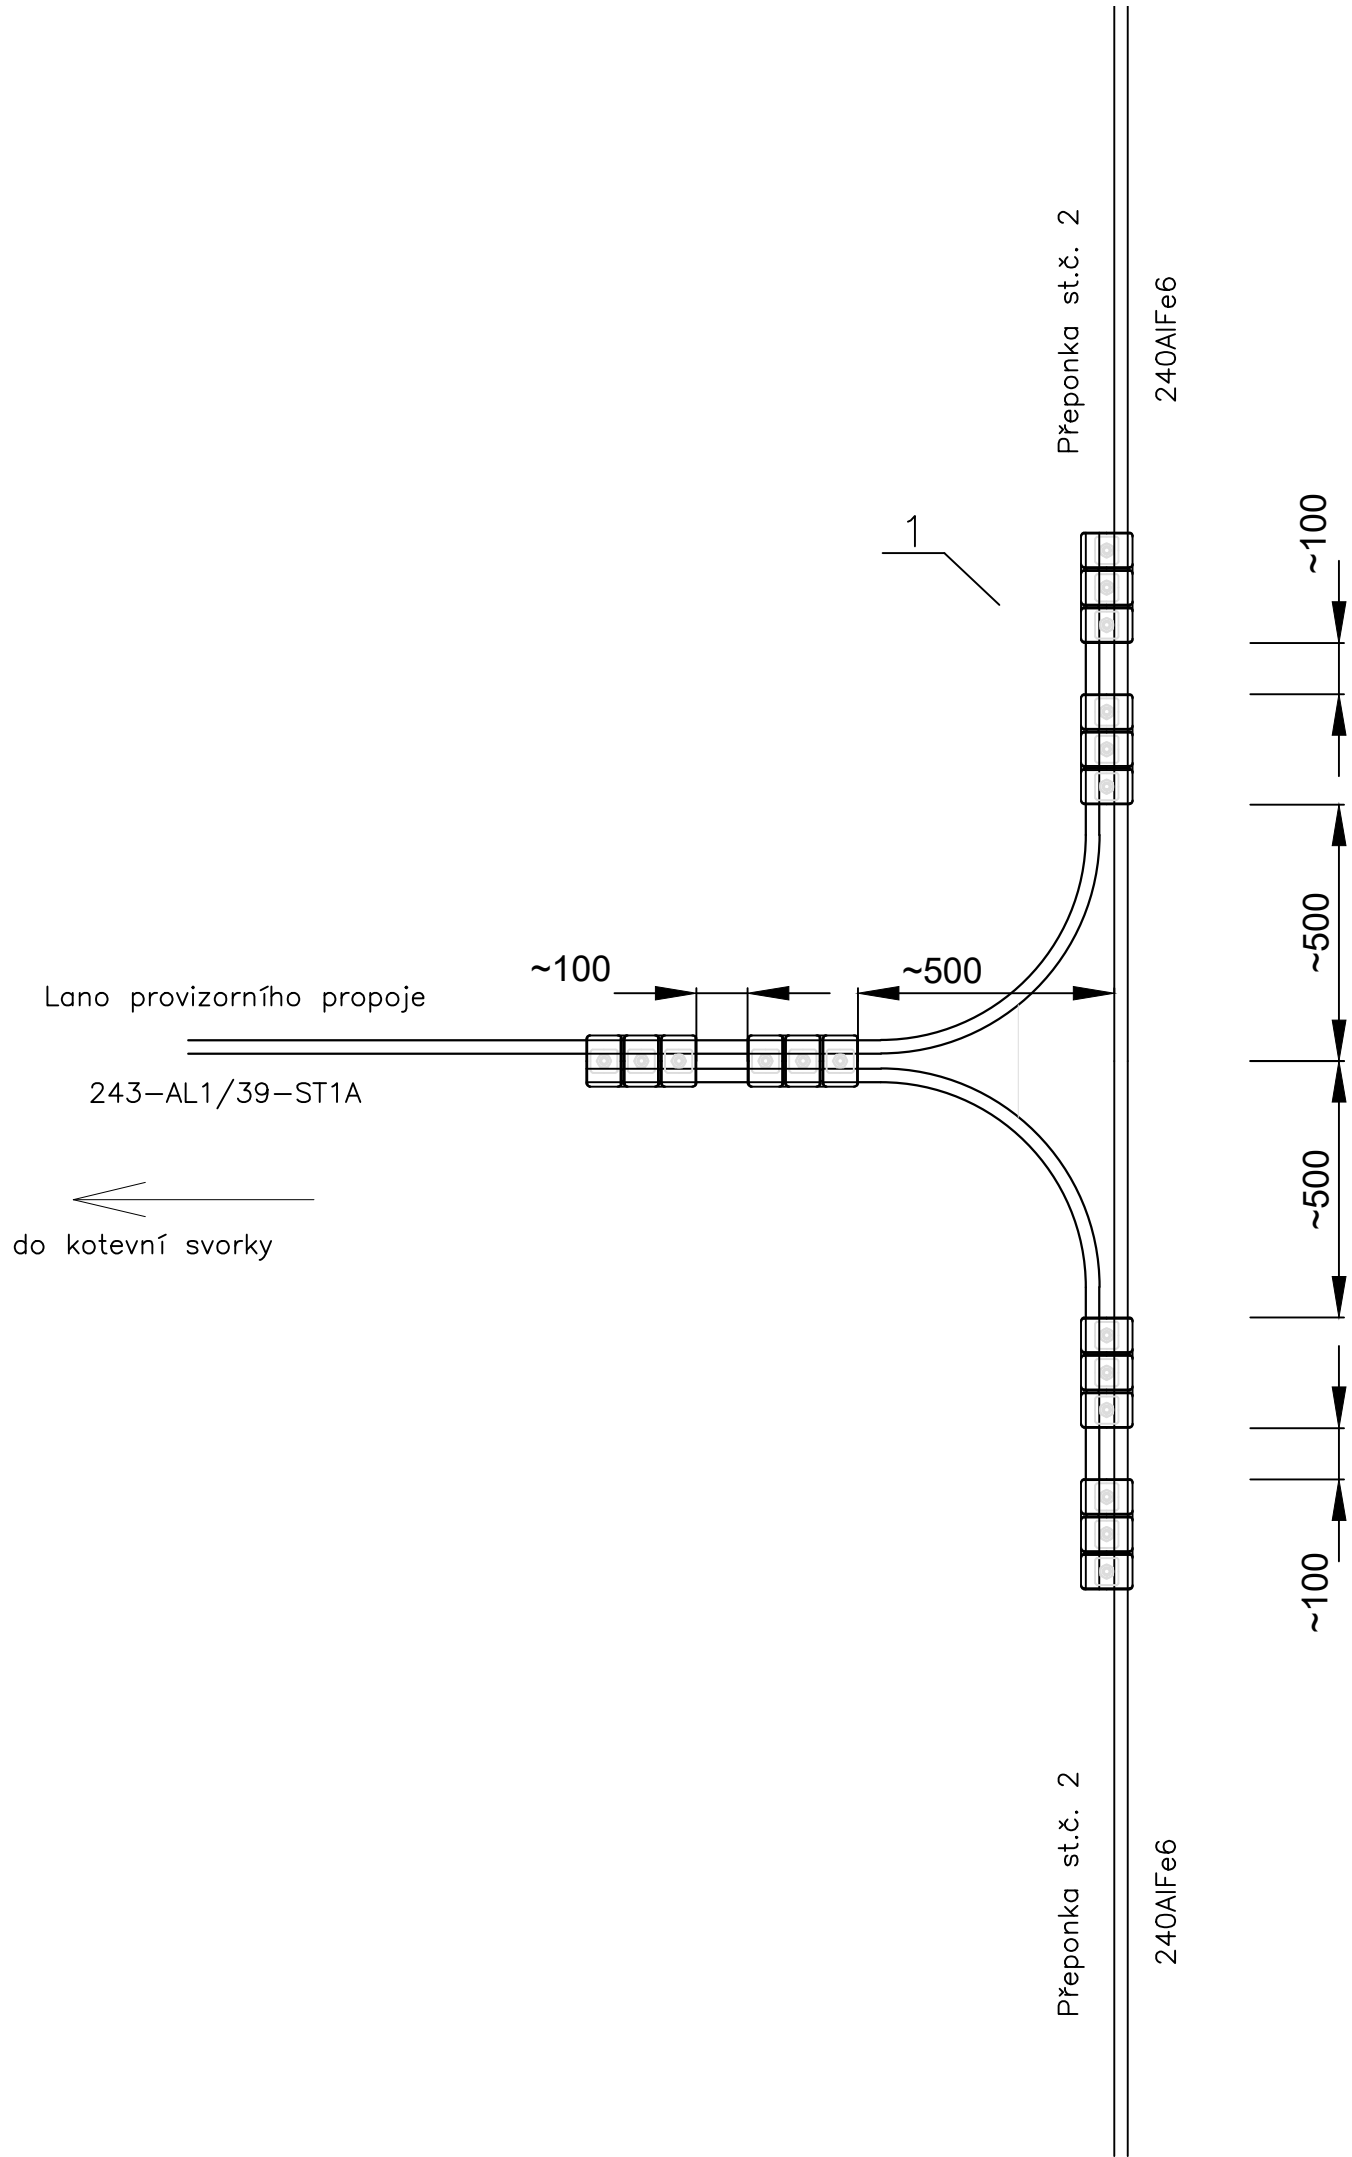 Přeponka st.č. 2
240AlFe6
1
~100
~500
~100
~500
Lano provizorního propoje
243-AL1/39-ST1A
do kotevní svorky
~500
~100
Přeponka st.č. 2
240AlFe6